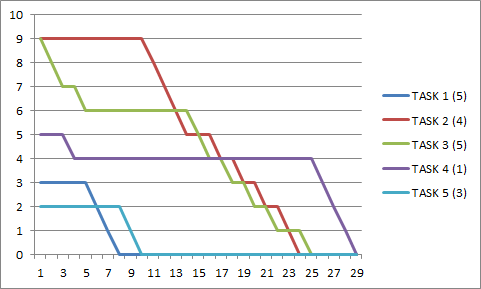 10
9
8
7
6
5
4
3
2
1
0
1 3 5 7 9 11 13 15 17 19 21 23 25 27 29
TASK 1 (5)
TASK 2 (4)
TASK 3 (5)
TASK 4 (1)
TASK 5 (3)